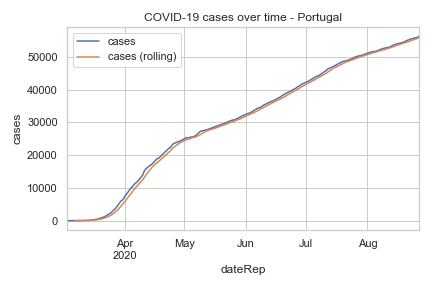 COVID-19 cases over time - Portugal
cases
cases (rolling)
50000
40000
30000
20000
10000
0
cases
Apr
2020
May
Jun
Jul
Aug
dateRep